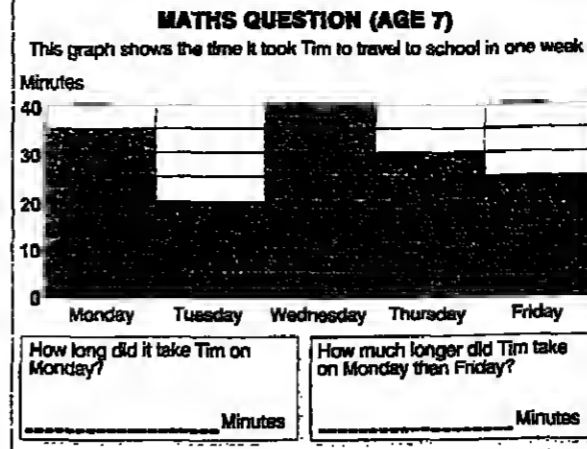 MATHS QUESTION (AGE 7)
This graph shows the time it took Tim to travel to school in one week
Minutes
40
30
20
10
0
Monday Tuesday Wednesday Thursday Friday
How long did it take Tim on
Monday?
Minutes
How much longer did Tim take
on Monday than Friday?
Minutes